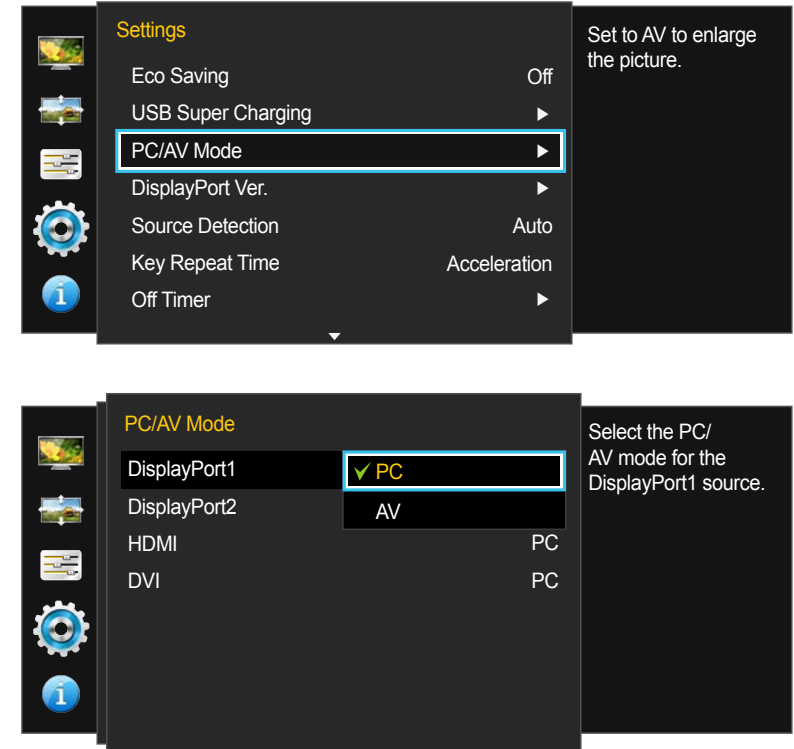 Settings
Eco Saving Off
USB Super Charging
PC/AV Mode
DisplayPort Ver.
Source Detection Auto
Key Repeat Time Acceleration
Off Timer
Set to AV to enlarge
the picture.
i
PC/AV Mode
DisplayPort1 PC
DisplayPort2 AV
HDMI PC
DVI PC
Select the PC/
AV mode for the
DisplayPort1 source.
i